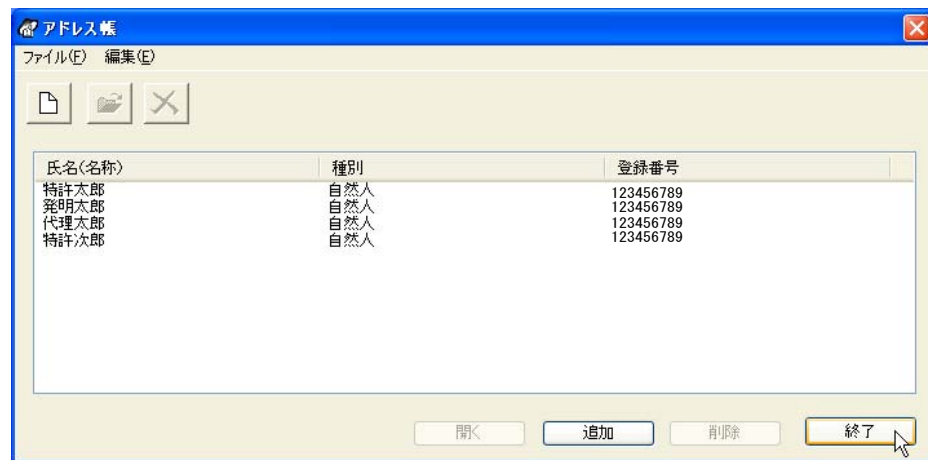 アドレス帳
ファイル(F) 編集(E)
氏名(名称) 種別 登録番号
特許太郎 自然人 123456789
発明太郎 自然人 123456789
代理太郎 自然人 123456789
特許次郎 自然人 123456789
開く 追加 削除 終了